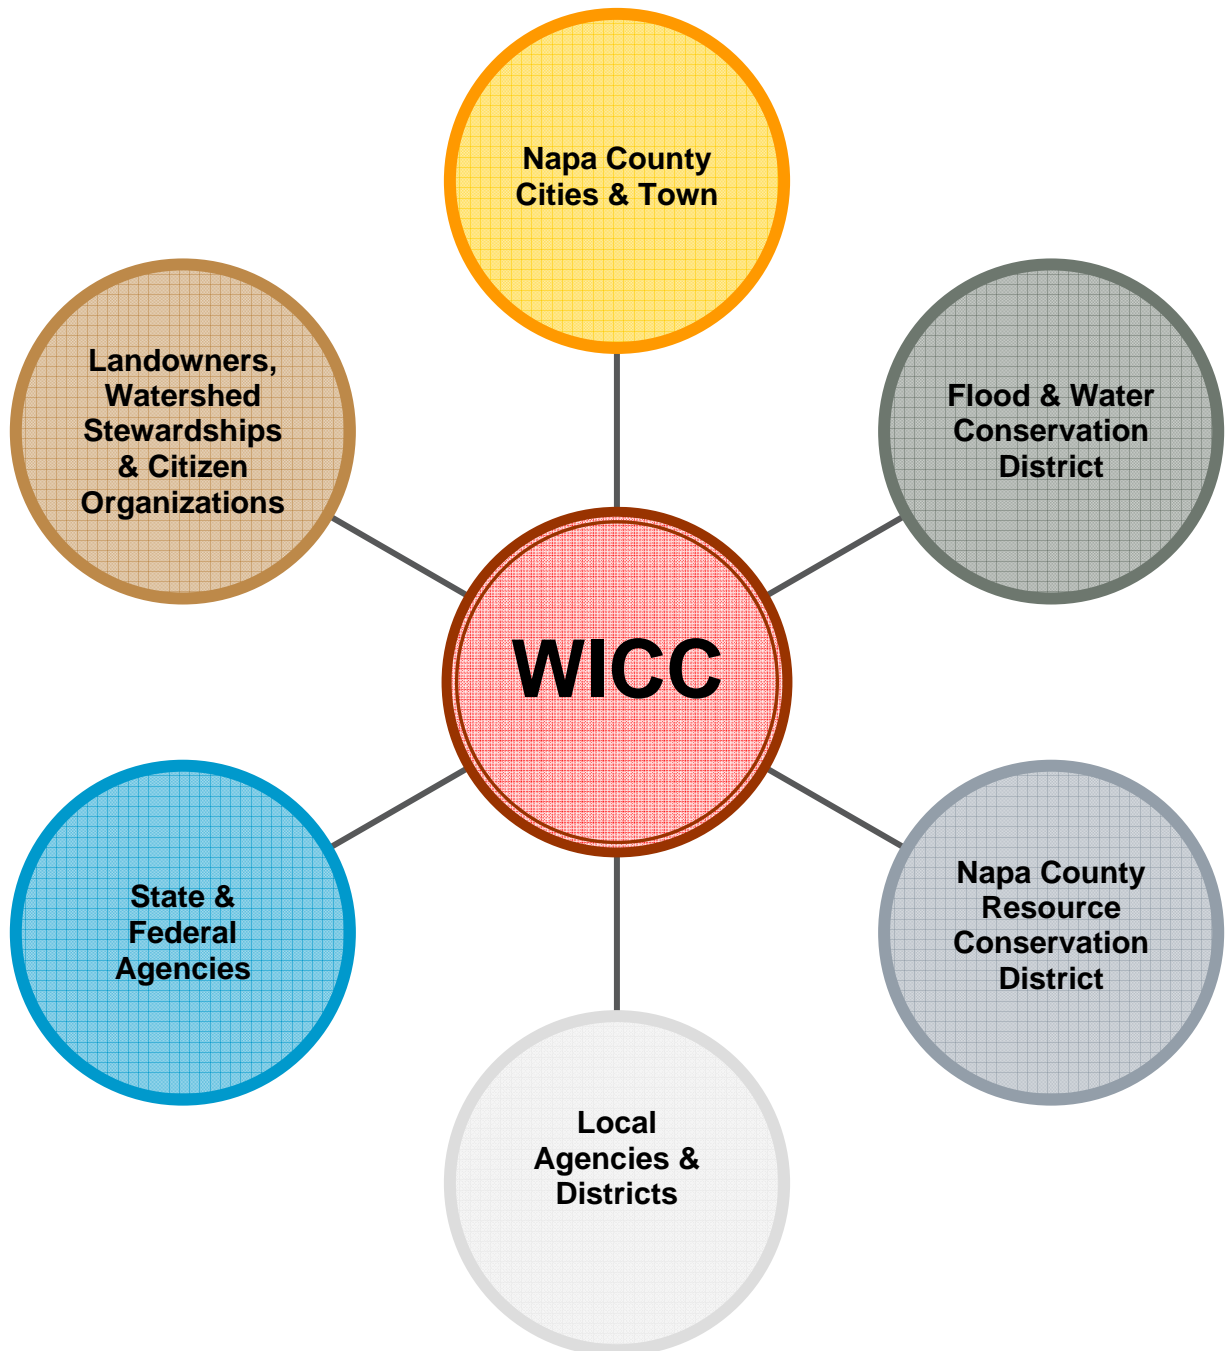 Napa County
Cities & Town
Landowners,
Watershed
Stewardships
& Citizen
Organizations
Flood & Water
Conservation
District
WICC
State &
Federal
Agencies
Napa County
Resource
Conservation
District
Local
Agencies &
Districts